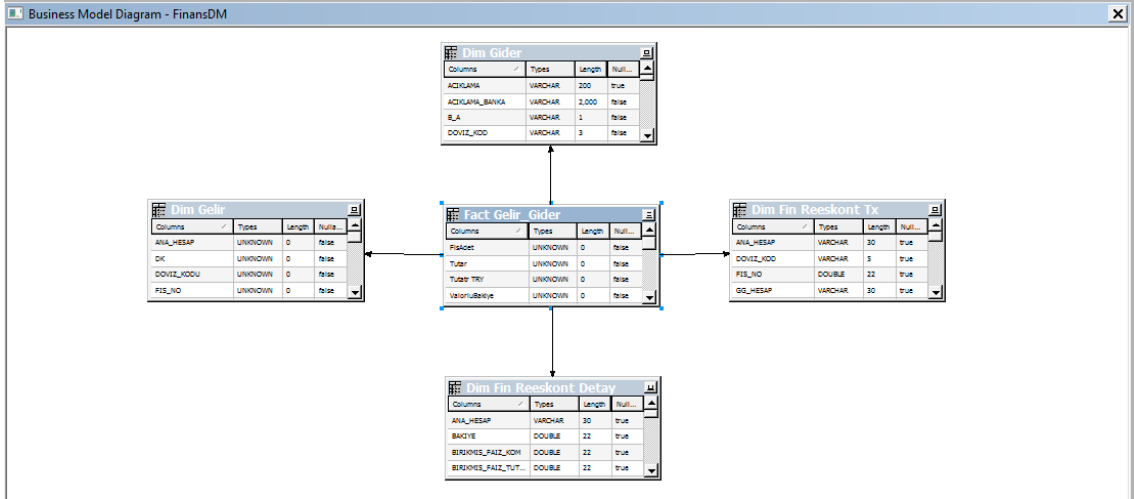 Business Model Diagram - FinansDM
Dim Gider
Columns Types Length Null...
ACIKLAMA VARCHAR 200 true
ACIKLAMA_BANKA VARCHAR 2,000 false
B_A VARCHAR 1 false
DOVIZ_KOD VARCHAR 3 false
Dim Gelir
Columns Types Length Nulla...
ANA_HESAP UNKNOWN 0 false
DK UNKNOWN 0 false
DOVIZ_KODU UNKNOWN 0 false
FIS_NO UNKNOWN 0 false
Fact Gelir_Gider
Columns Types Length Null...
FisAdet UNKNOWN 0 false
Tutar UNKNOWN 0 false
Tutatr TRY UNKNOWN 0 false
ValorluBakiye UNKNOWN 0 false
Dim Fin Reeskont Tx
Columns Types Length Null...
ANA_HESAP VARCHAR 30 true
DOVIZ_KOD VARCHAR 5 true
FIS_NO DOUBLE 22 true
GG_HESAP VARCHAR 30 true
Dim Fin Reeskont Detay
Columns Types Length Null...
ANA_HESAP VARCHAR 30 true
BAKIYE DOUBLE 22 true
BIRIKMIS_FAIZ_KOM DOUBLE 22 true
BIRIKMIS_FAIZ_TUT... DOUBLE 22 true